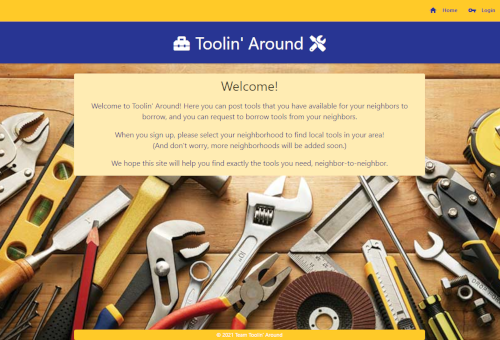 Home Login
Toolin' Around
Welcome!
Welcome to Toolin' Around! Here you can post tools that you have available for your neighbors to
borrow, and you can request to borrow tools from your neighbors.
When you sign up, please select your neighborhood to find local tools in your area!
(And don't worry, more neighborhoods will be added soon.)
We hope this site will help you find exactly the tools you need, neighbor-to-neighbor.
© 2021 Team Toolin' Around